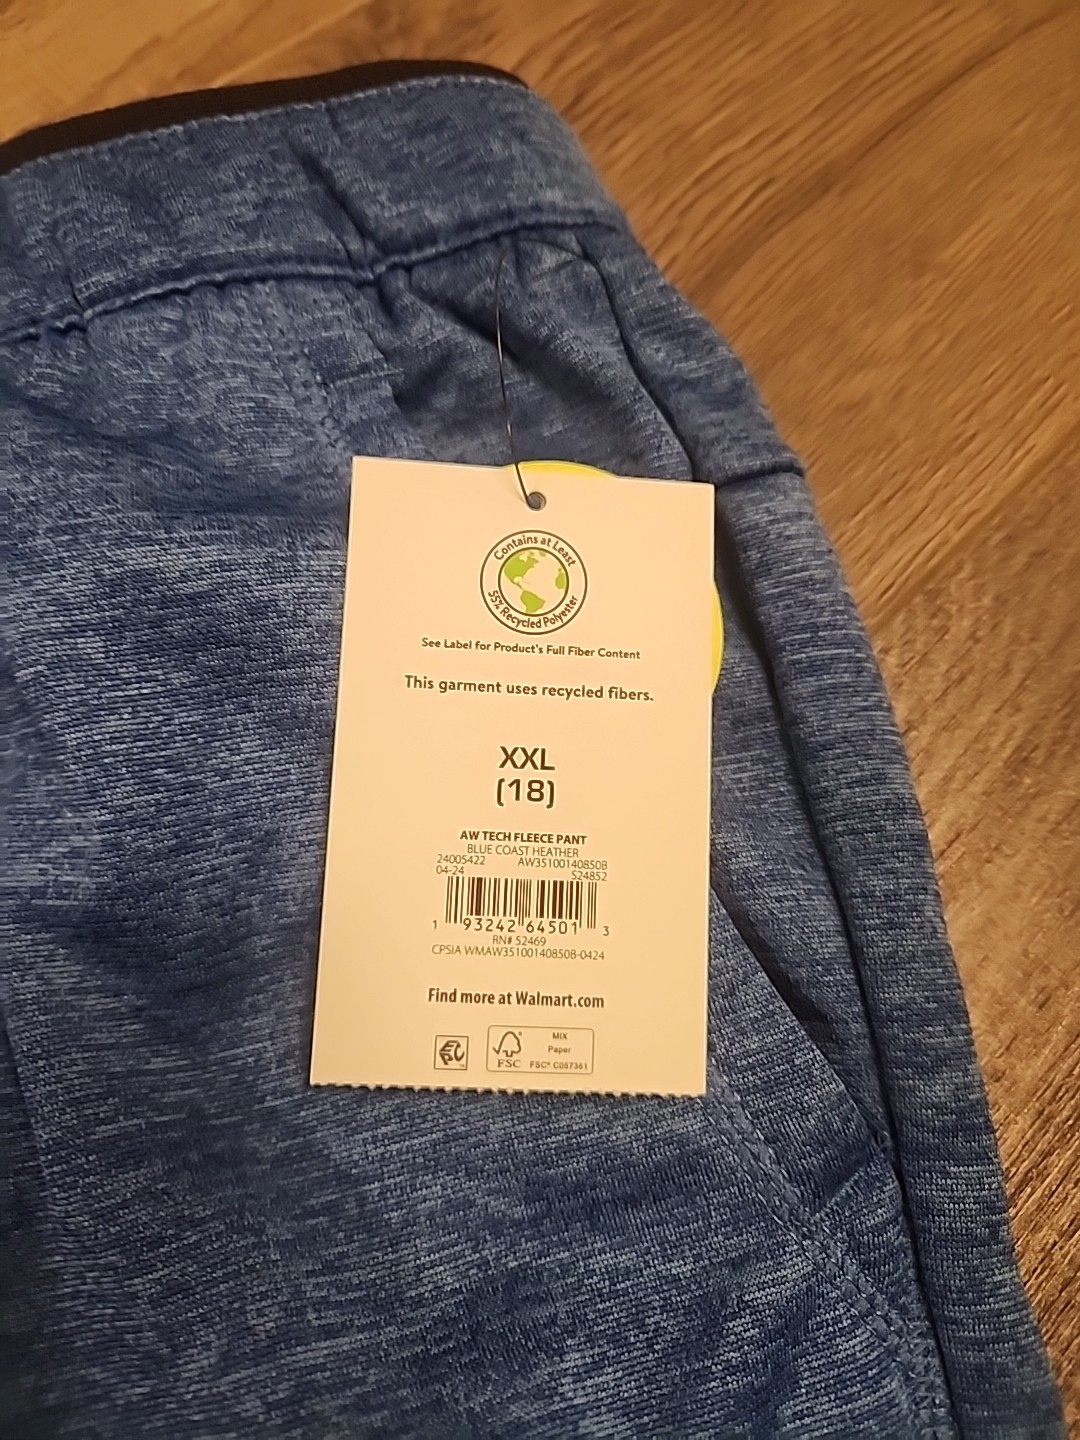 Contains at Least
55% Recycled Polyester
See Label for Product's Full Fiber Content
This garment uses recycled fibers.
XXL
(18)
AW TECH FLEECE PANT
BLUE COAST HEATHER
24005422 AW351001408508
04-24 S24852
1 93242 64501 3
RN# 52469
CPSIA WMAW351001408508-0424
Find more at Walmart.com
EPC
FSC
MIX
Paper
FSC® C057361